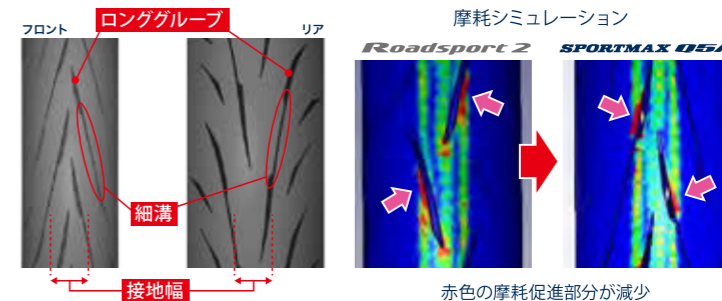 ロンググルーブ
フロント
リア
細溝
接地幅
摩耗シミュレーション
Roadsport 2
SPORTMAX
赤色の摩耗促進部分が減少